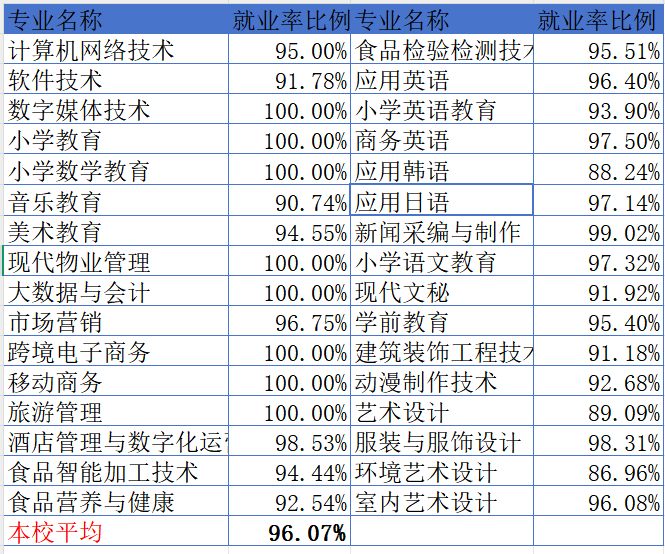 专业名称 就业率比例 专业名称 就业率比例
计算机网络技术 95.00% 食品检验检测技术 95.51%
软件技术 91.78% 应用英语 96.40%
数字媒体技术 100.00% 小学英语教育 93.90%
小学教育 100.00% 商务英语 97.50%
小学数学教育 100.00% 应用韩语 88.24%
音乐教育 90.74% 应用日语 97.14%
美术教育 94.55% 新闻采编与制作 99.02%
现代物业管理 100.00% 小学语文教育 97.32%
大数据与会计 100.00% 现代文秘 91.92%
市场营销 96.75% 学前教育 95.40%
跨境电子商务 100.00% 建筑装饰工程技术 91.18%
移动商务 100.00% 动漫制作技术 92.68%
旅游管理 100.00% 艺术设计 89.09%
酒店管理与数字化运营 98.53% 服装与服饰设计 98.31%
食品智能加工技术 94.44% 环境艺术设计 86.96%
食品营养与健康 92.54% 室内艺术设计 96.08%
本校平均 96.07%